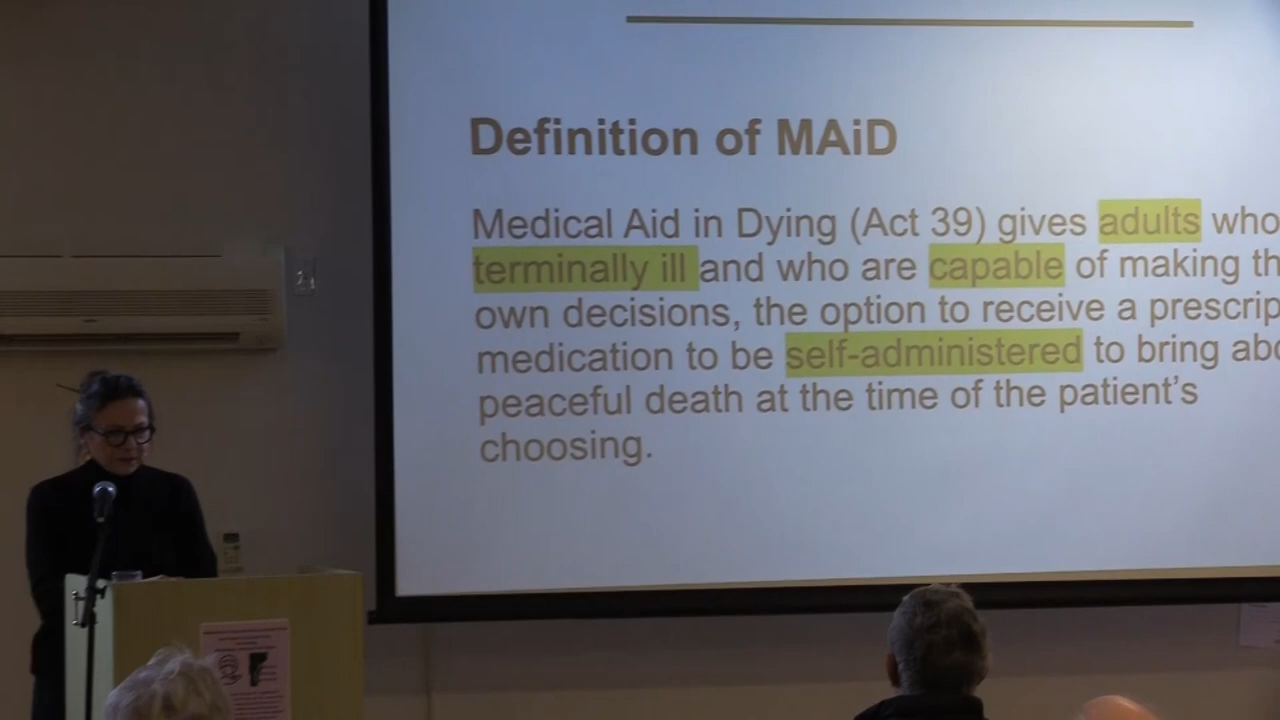 Definition of MAiD
Medical Aid in Dying (Act 39) gives adults who
terminally ill and who are capable of making th
own decisions, the option to receive a prescrip
medication to be self-administered to bring abo
peaceful death at the time of the patient's
choosing.